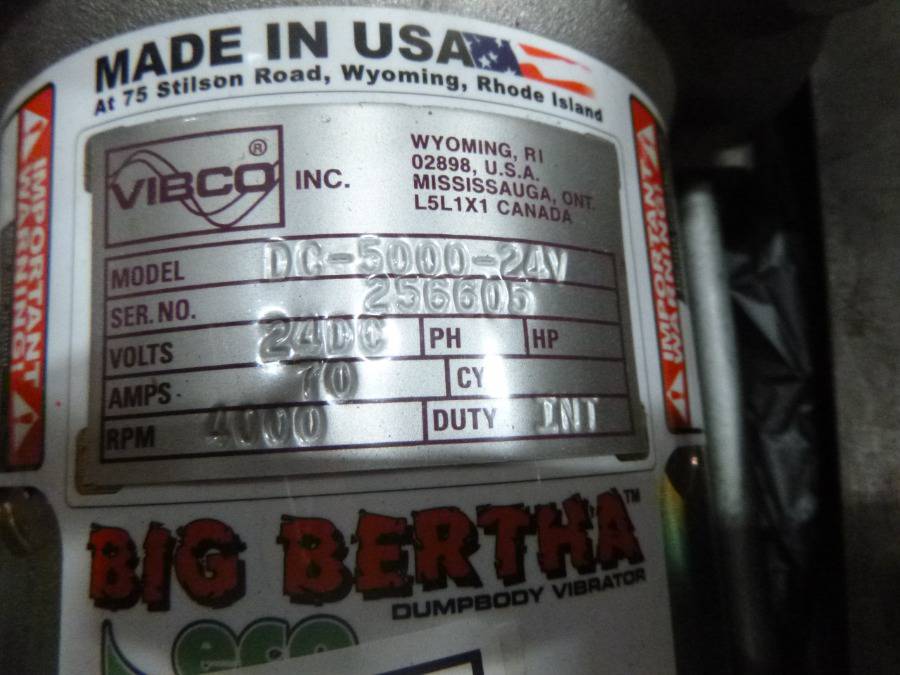 MADE IN USA
At 75 Stilson Road, Wyoming, Rhode Island
IMPORTANT WARNING!
VIBCO® INC.
WYOMING, RI
02898, U.S.A.
MISSISSAUGA, ONT.
L5L1X1 CANADA
MODEL DC-5000-24V
SER. NO. 256605
VOLTS 24DC PH HP
AMPS 70 CY
RPM 4000 DUTY INT
IMPORTANT
BIG BERTHA™
DUMPBODY VIBRATOR
eco